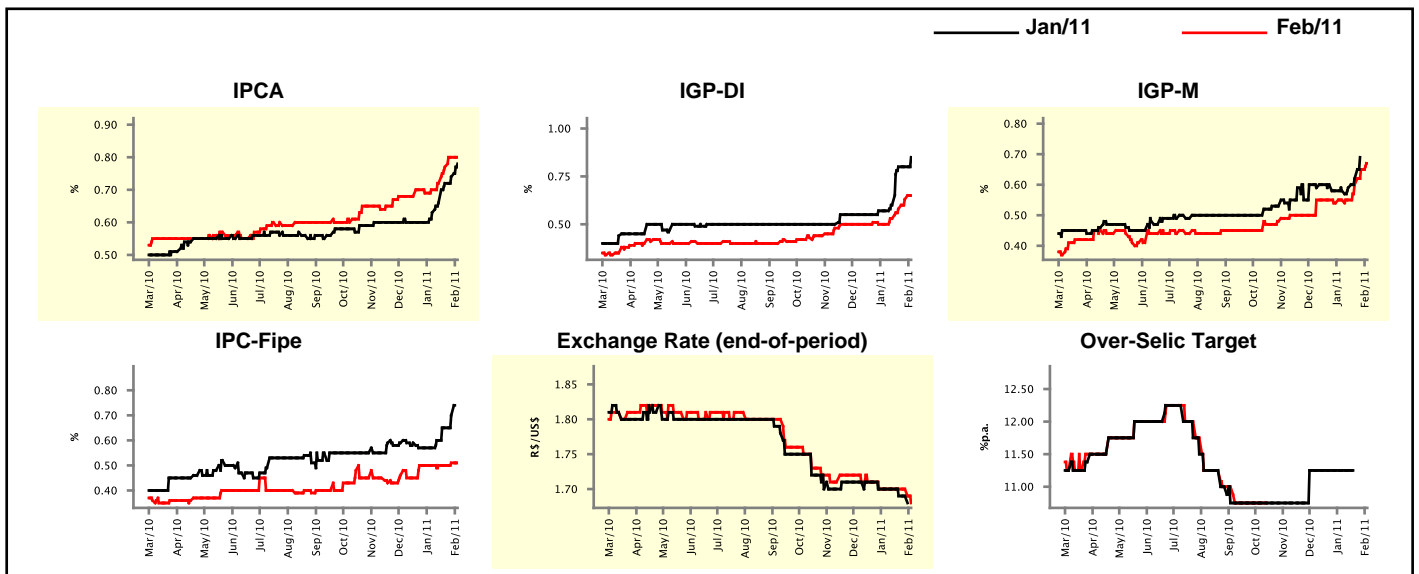 Jan/11 Feb/11
IPCA
0.90
0.80
0.70
0.60
0.50
%
Mar/10 Apr/10 May/10 Jun/10 Jul/10 Aug/10 Sep/10 Oct/10 Nov/10 Dec/10 Jan/11 Feb/11
IGP-DI
1.00
0.75
0.50
%
Mar/10 Apr/10 May/10 Jun/10 Jul/10 Aug/10 Sep/10 Oct/10 Nov/10 Dec/10 Jan/11 Feb/11
IGP-M
0.80
0.70
0.60
0.50
0.40
%
Mar/10 Apr/10 May/10 Jun/10 Jul/10 Aug/10 Sep/10 Oct/10 Nov/10 Dec/10 Jan/11 Feb/11
IPC-Fipe
0.80
0.70
0.60
0.50
0.40
%
Mar/10 Apr/10 May/10 Jun/10 Jul/10 Aug/10 Sep/10 Oct/10 Nov/10 Dec/10 Jan/11 Feb/11
Exchange Rate (end-of-period)
1.85
1.80
1.75
1.70
R$/US$
Mar/10 Apr/10 May/10 Jun/10 Jul/10 Aug/10 Sep/10 Oct/10 Nov/10 Dec/10 Jan/11 Feb/11
Over-Selic Target
12.50
12.00
11.50
11.00
%p.a.
Mar/10 Apr/10 May/10 Jun/10 Jul/10 Aug/10 Sep/10 Oct/10 Nov/10 Dec/10 Jan/11 Feb/11